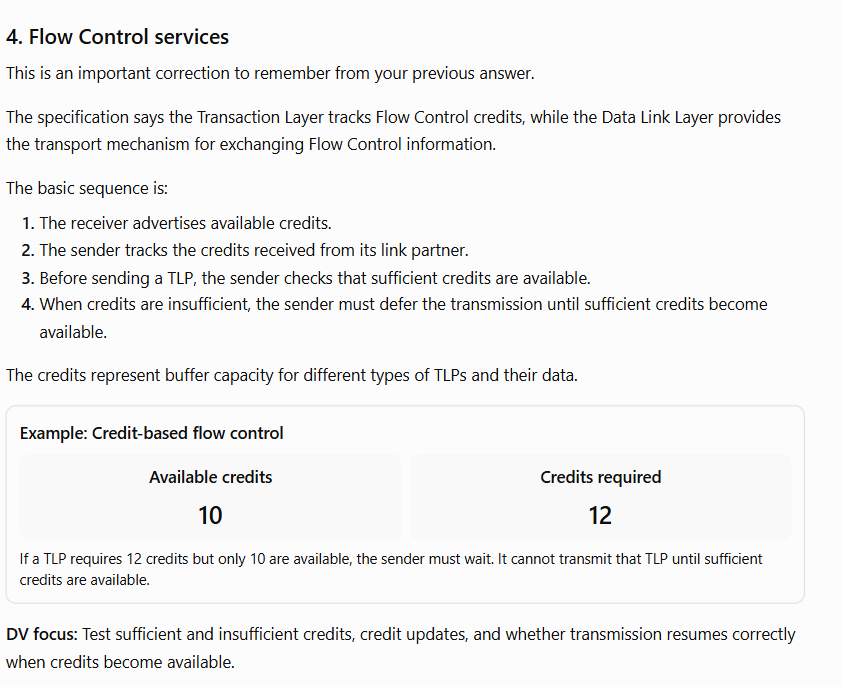 4. Flow Control services
This is an important correction to remember from your previous answer.
The specification says the Transaction Layer tracks Flow Control credits, while the Data Link Layer provides
the transport mechanism for exchanging Flow Control information.
The basic sequence is:
1. The receiver advertises available credits.
2. The sender tracks the credits received from its link partner.
3. Before sending a TLP, the sender checks that sufficient credits are available.
4. When credits are insufficient, the sender must defer the transmission until sufficient credits become
available.
The credits represent buffer capacity for different types of TLPs and their data.
Example: Credit-based flow control
Available credits
10
Credits required
12
If a TLP requires 12 credits but only 10 are available, the sender must wait. It cannot transmit that TLP until sufficient
credits are available.
DV focus: Test sufficient and insufficient credits, credit updates, and whether transmission resumes correctly
when credits become available.